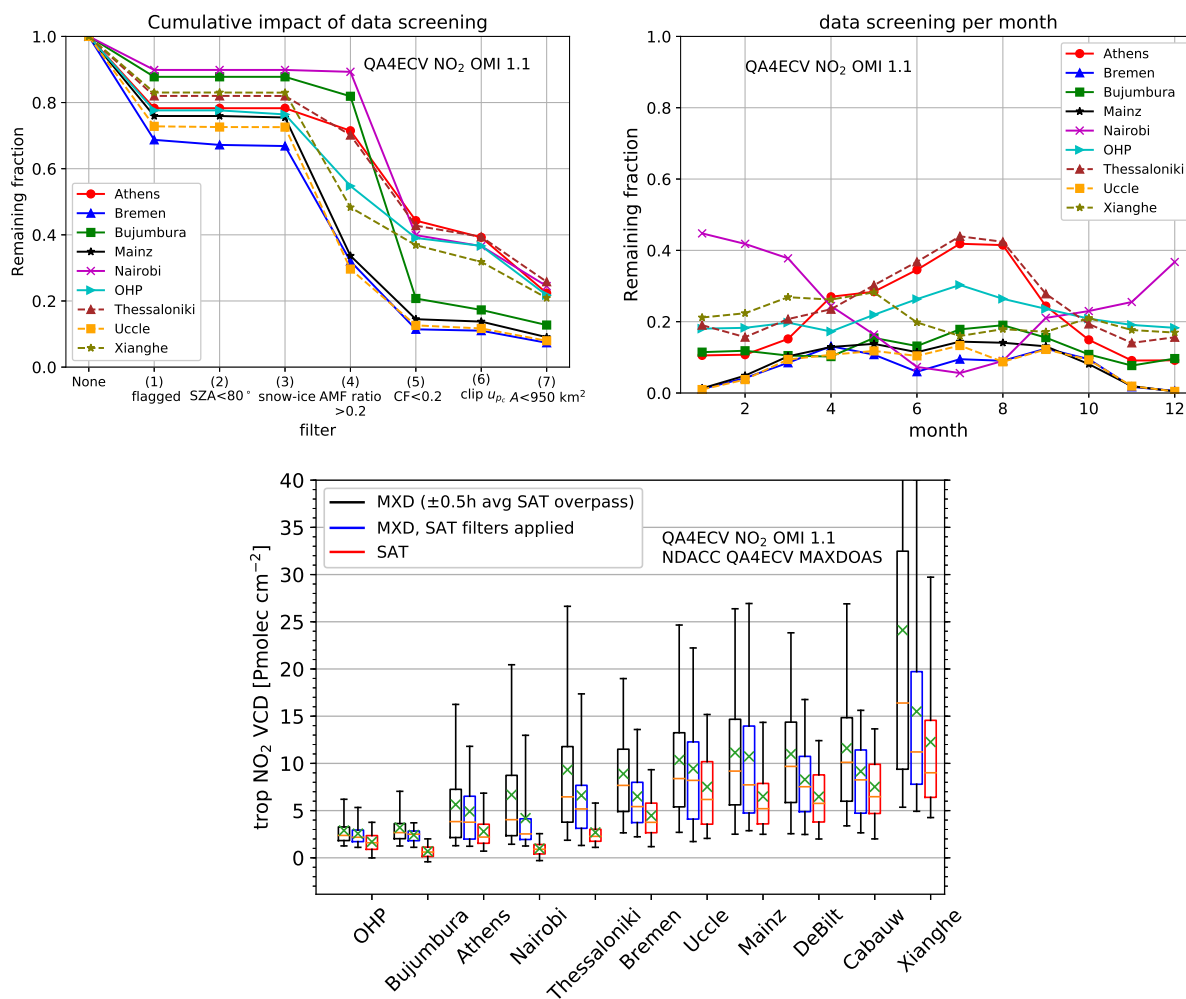 Cumulative impact of data screening
QA4ECV NO₂ OMI 1.1
Remaining fraction
1.0
0.8
0.6
0.4
0.2
0.0
Athens
Bremen
Bujumbura
Mainz
Nairobi
OHP
Thessaloniki
Uccle
Xianghe
None (1) (2) (3) (4) (5) (6) (7)
flagged SZA<80° snow-ice AMF ratio CF<0.2 clip u_{p_c} A<950 km²
>0.2
filter
data screening per month
QA4ECV NO₂ OMI 1.1
Remaining fraction
1.0
0.8
0.6
0.4
0.2
0.0
Athens
Bremen
Bujumbura
Mainz
Nairobi
OHP
Thessaloniki
Uccle
Xianghe
2 4 6 8 10 12
month
MXD (±0.5h avg SAT overpass)
MXD, SAT filters applied
SAT
QA4ECV NO₂ OMI 1.1
NDACC QA4ECV MAXDOAS
trop NO₂ VCD [Pmolec cm⁻²]
40
35
30
25
20
15
10
5
0
OHP
Bujumbura
Athens
Nairobi
Thessaloniki
Bremen
Uccle
Mainz
DeBilt
Cabauw
Xianghe